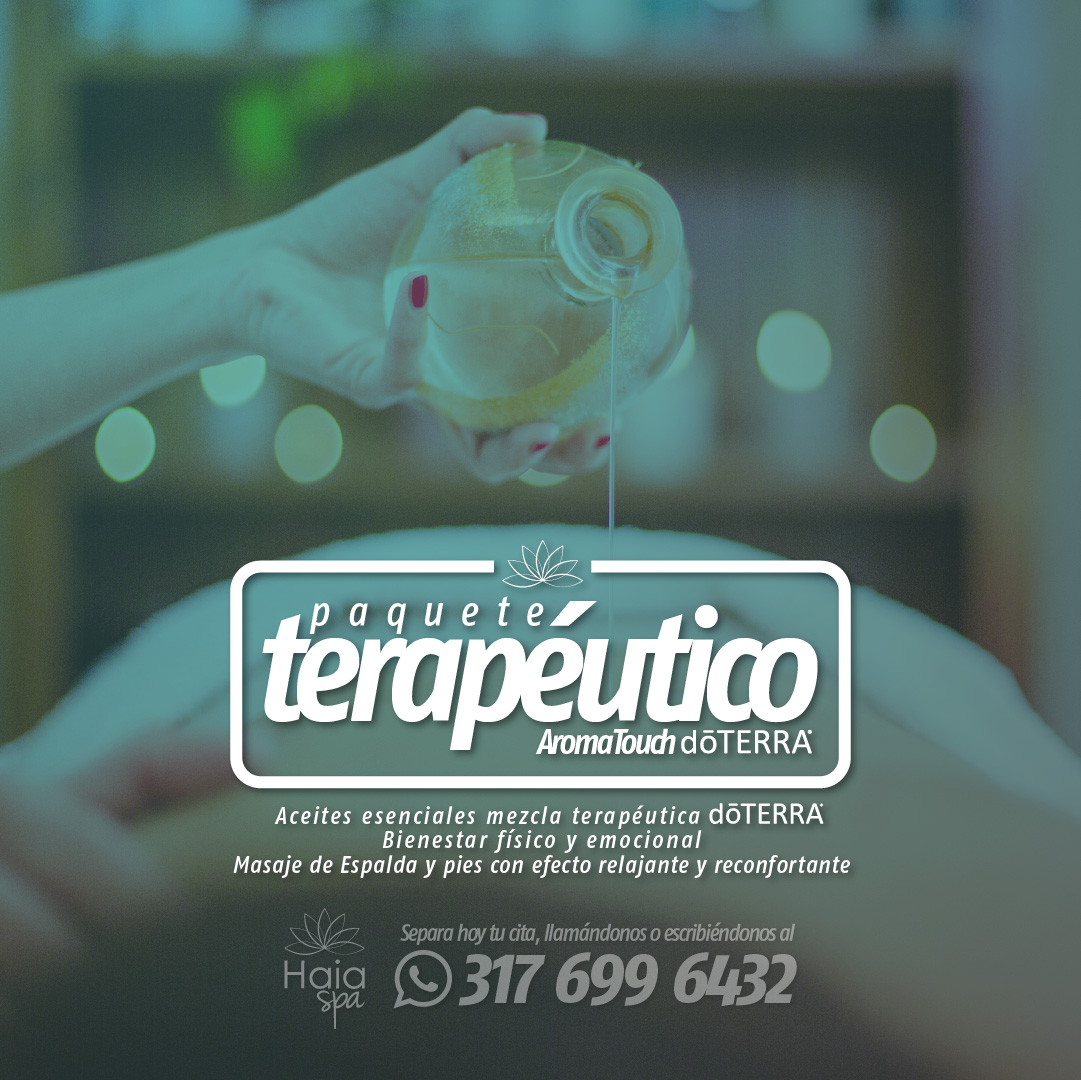 paquete
terapéutico
AromaTouch dōTERRA®
Aceites esenciales mezcla terapéutica dōTERRA®
Bienestar físico y emocional
Masaje de Espalda y pies con efecto relajante y reconfortante
Haia
spa
Separa hoy tu cita, llamándonos o escribiéndonos al
317 699 6432